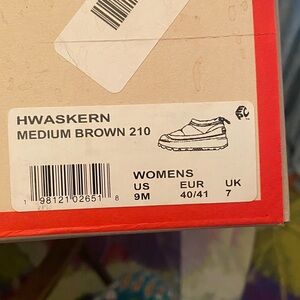 HWASKERN
MEDIUM BROWN 210
WOMENS
US EUR UK
9M 40/41 7
1 98121 02651 8